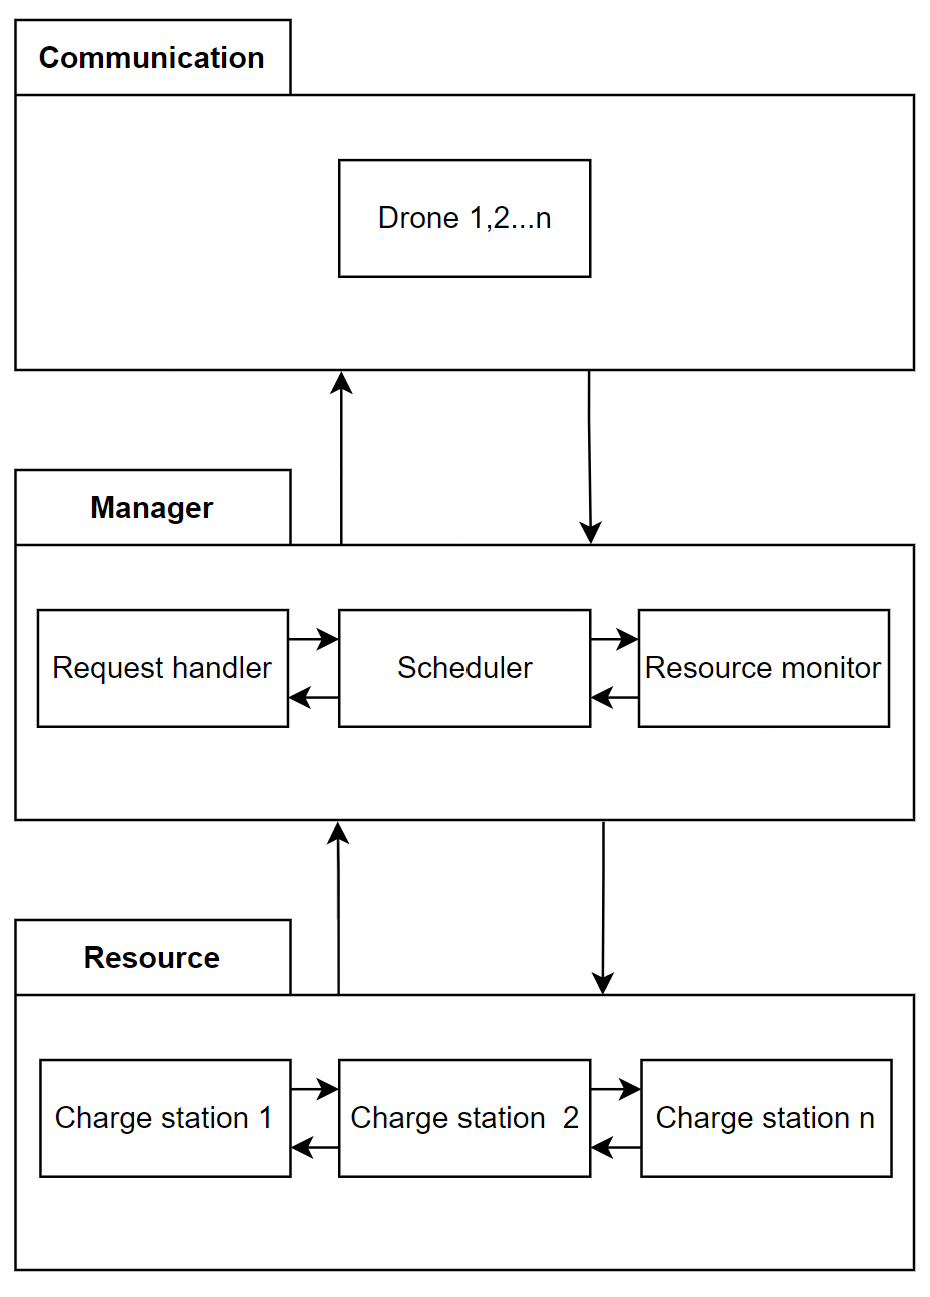 Communication
Drone 1,2...n
Manager
Request handler
Scheduler
Resource monitor
Resource
Charge station 1
Charge station  2
Charge station n